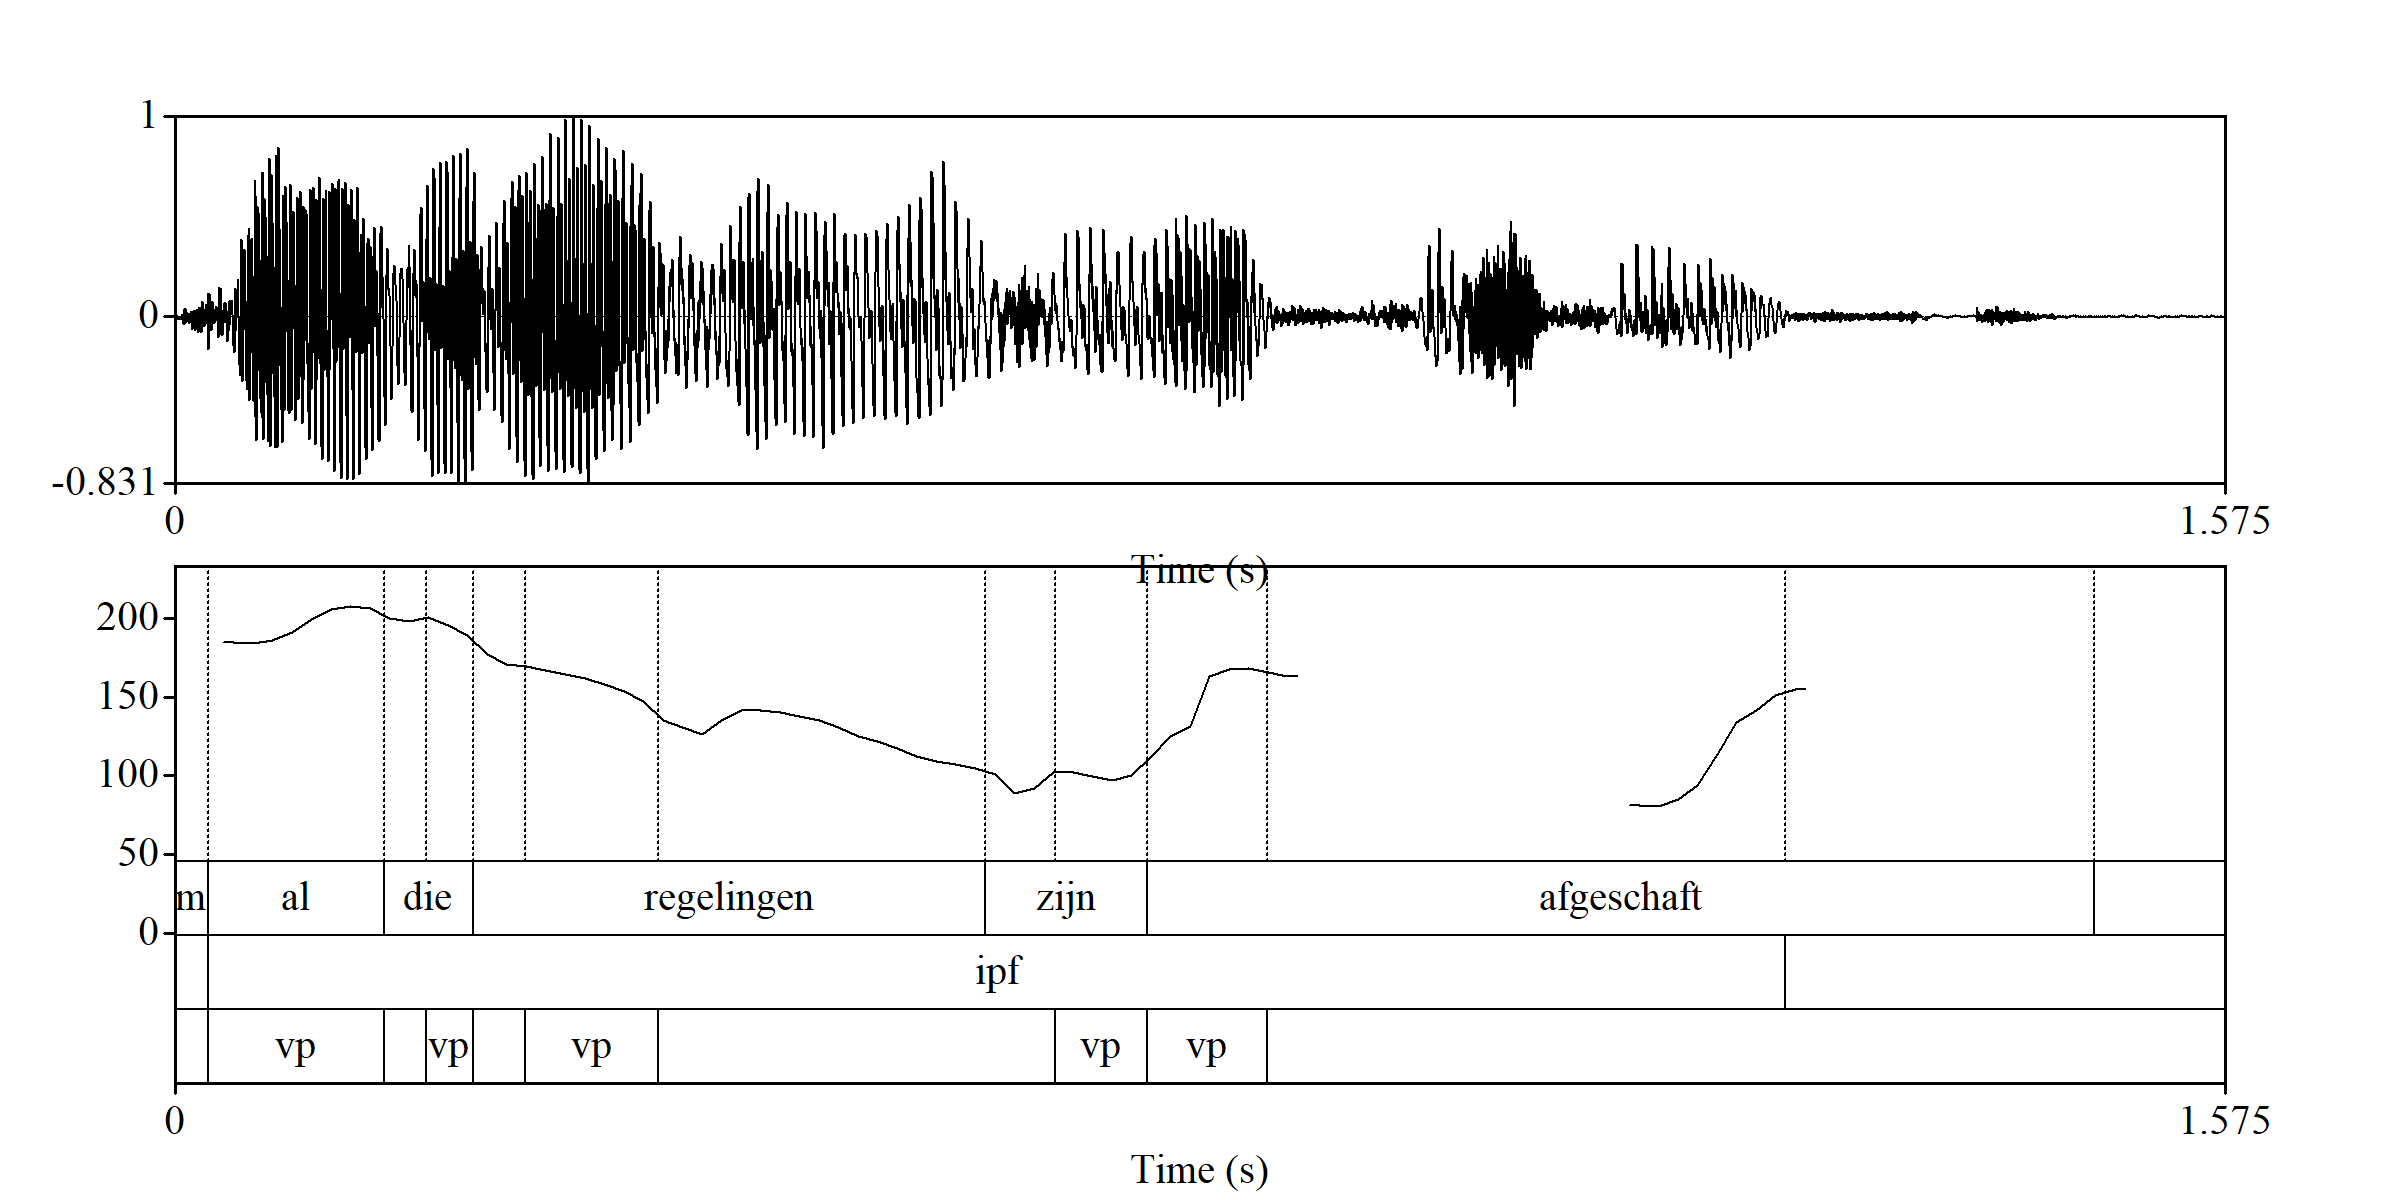 1
0
-0.831
0 1.575
Time (s)
200
150
100
50
0
m al die regelingen zijn afgeschaft
ipf
vp vp vp vp vp
0 1.575
Time (s)